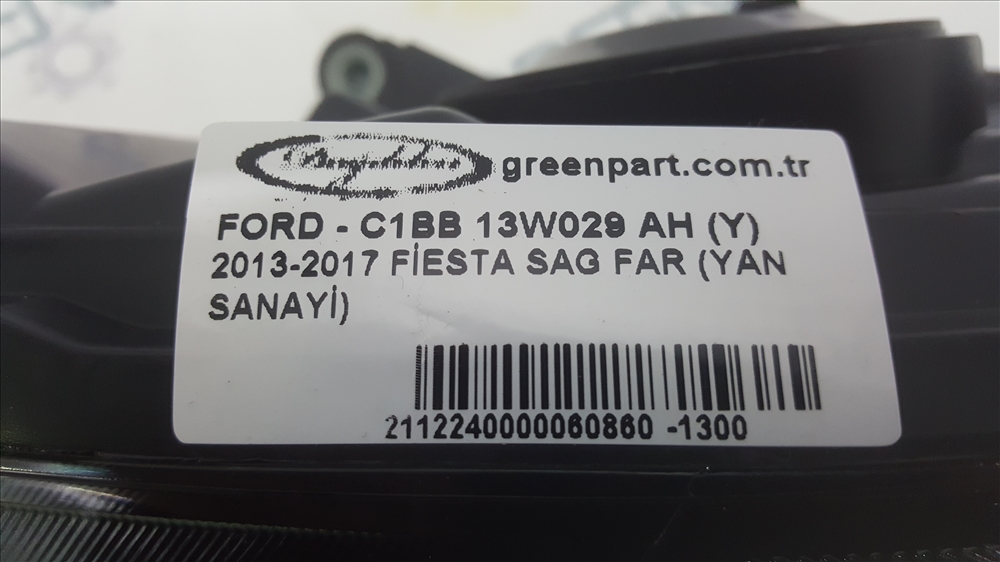 greenpart.com.tr
FORD - C1BB 13W029 AH (Y)
2013-2017 FİESTA SAG FAR (YAN
SANAYİ)
2112240000060860 -1300